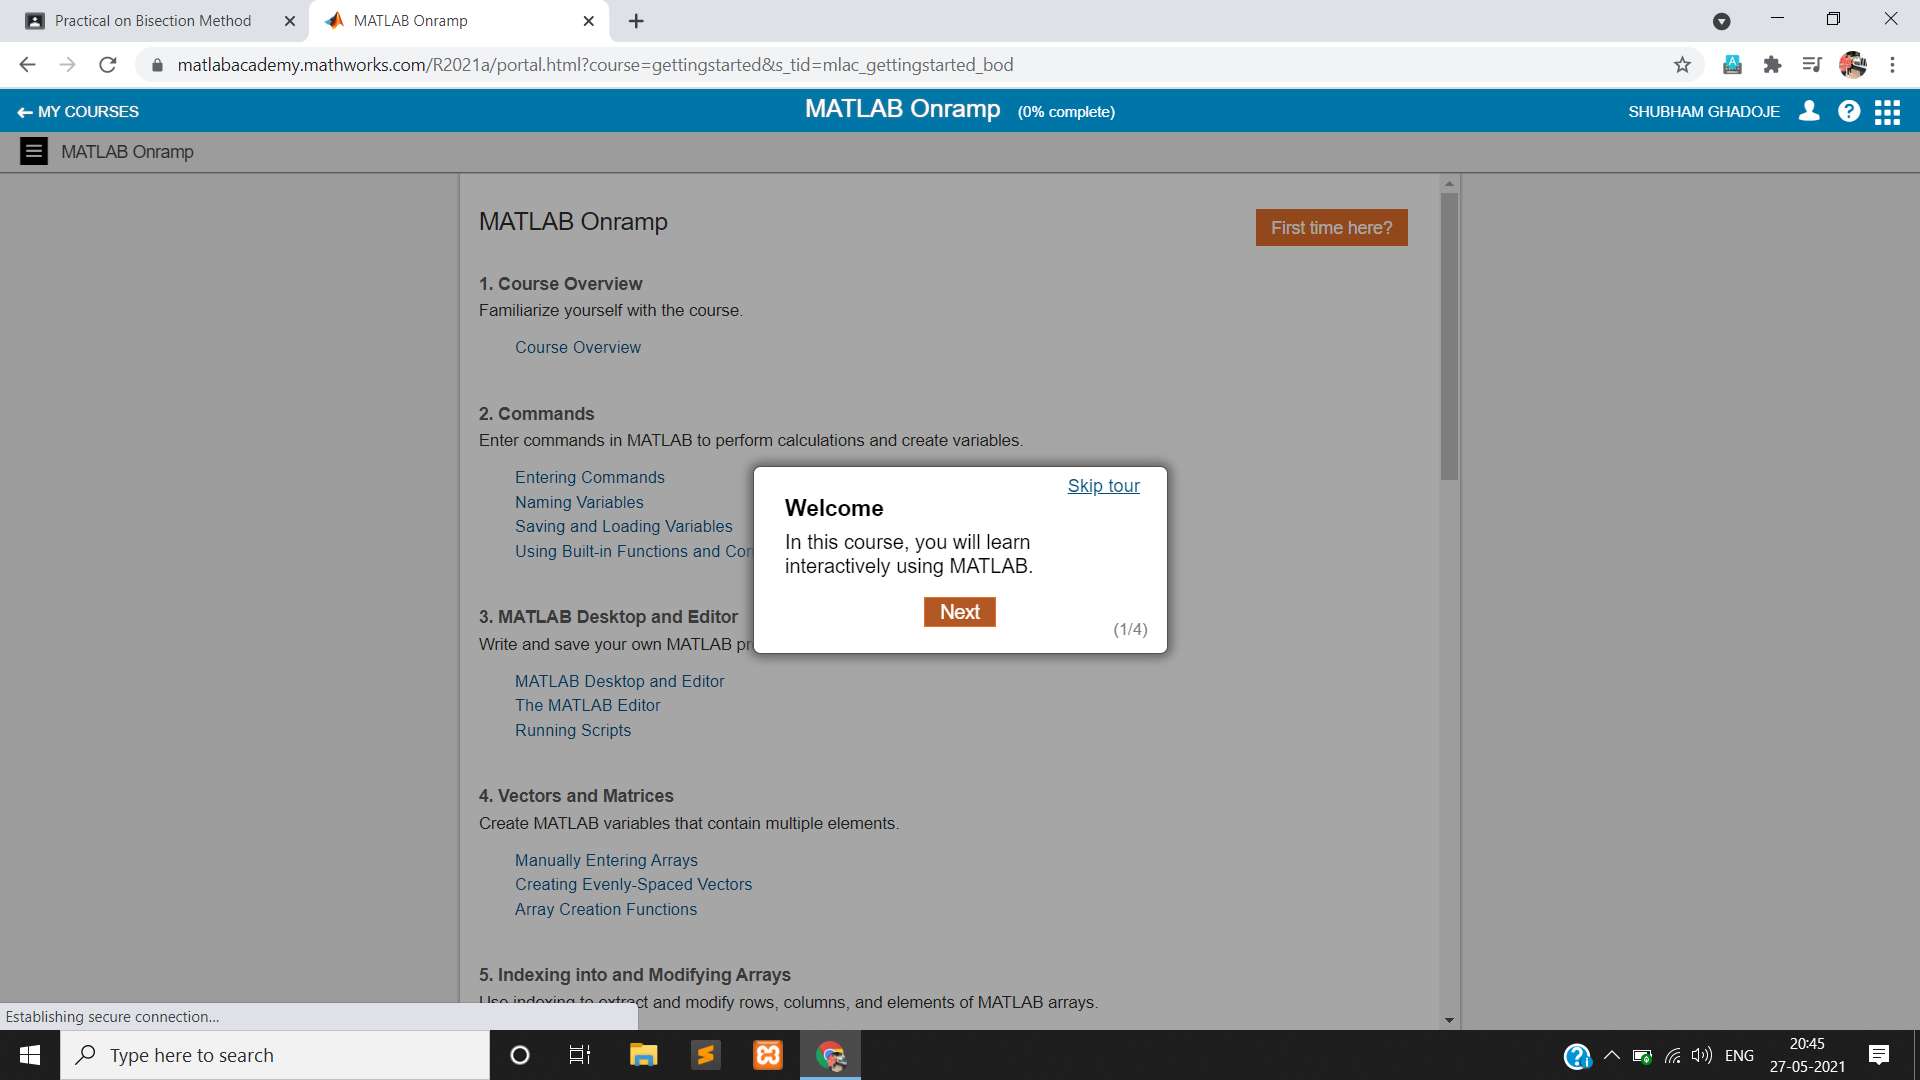 Practical on Bisection Method
MATLAB Onramp
matlabacademy.mathworks.com/R2021a/portal.html?course=gettingstarted&s_tid=mlac_gettingstarted_bod
MY COURSES
MATLAB Onramp (0% complete)
SHUBHAM GHADOJE
MATLAB Onramp
MATLAB Onramp
First time here?
1. Course Overview
Familiarize yourself with the course.
Course Overview
2. Commands
Enter commands in MATLAB to perform calculations and create variables.
Entering Commands
Naming Variables
Saving and Loading Variables
Using Built-in Functions and
Skip tour
Welcome
In this course, you will learn
interactively using MATLAB.
Next
(1/4)
3. MATLAB Desktop and Editor
Write and save your own MATLAB
MATLAB Desktop and Editor
The MATLAB Editor
Running Scripts
4. Vectors and Matrices
Create MATLAB variables that contain multiple elements.
Manually Entering Arrays
Creating Evenly-Spaced Vectors
Array Creation Functions
5. Indexing into and Modifying Arrays
Use indexing to extract and modify rows, columns, and elements of MATLAB arrays.
Establishing secure connection...
Type here to search
ENG
20:45
27-05-2021